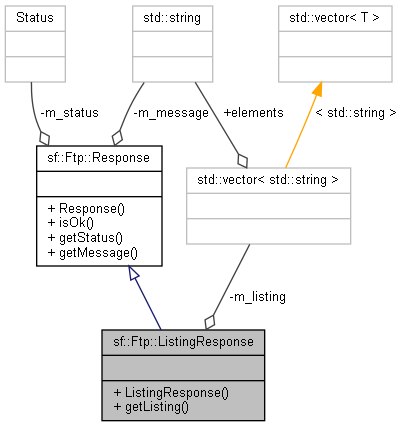 Status
std::string
std::vector< T >
-m_status
-m_message
+elements
< std::string >
sf::Ftp::Response
+ Response()
+ isOk()
+ getStatus()
+ getMessage()
std::vector< std::string >
-m_listing
sf::Ftp::ListingResponse
+ ListingResponse()
+ getListing()